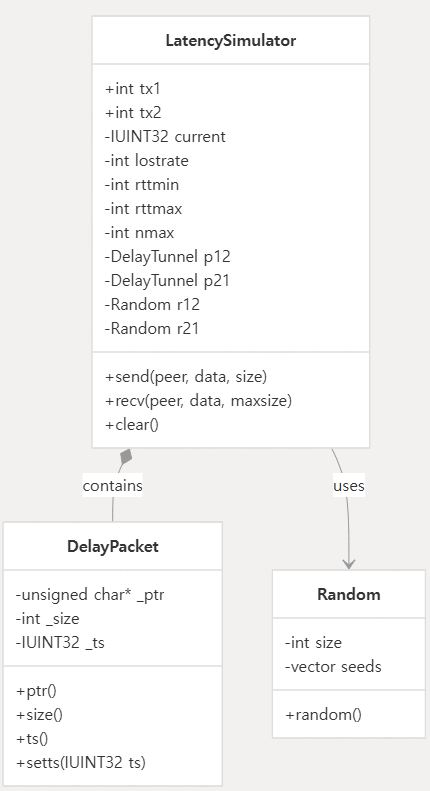 LatencySimulator
+int tx1
+int tx2
-IUINT32 current
-int lostrate
-int rttmin
-int rttmax
-int nmax
-DelayTunnel p12
-DelayTunnel p21
-Random r12
-Random r21
+send(peer, data, size)
+recv(peer, data, maxsize)
+clear()
contains
uses
DelayPacket
-unsigned char* _ptr
-int _size
-IUINT32 _ts
+ptr()
+size()
+ts()
+setts(IUINT32 ts)
Random
-int size
-vector seeds
+random()